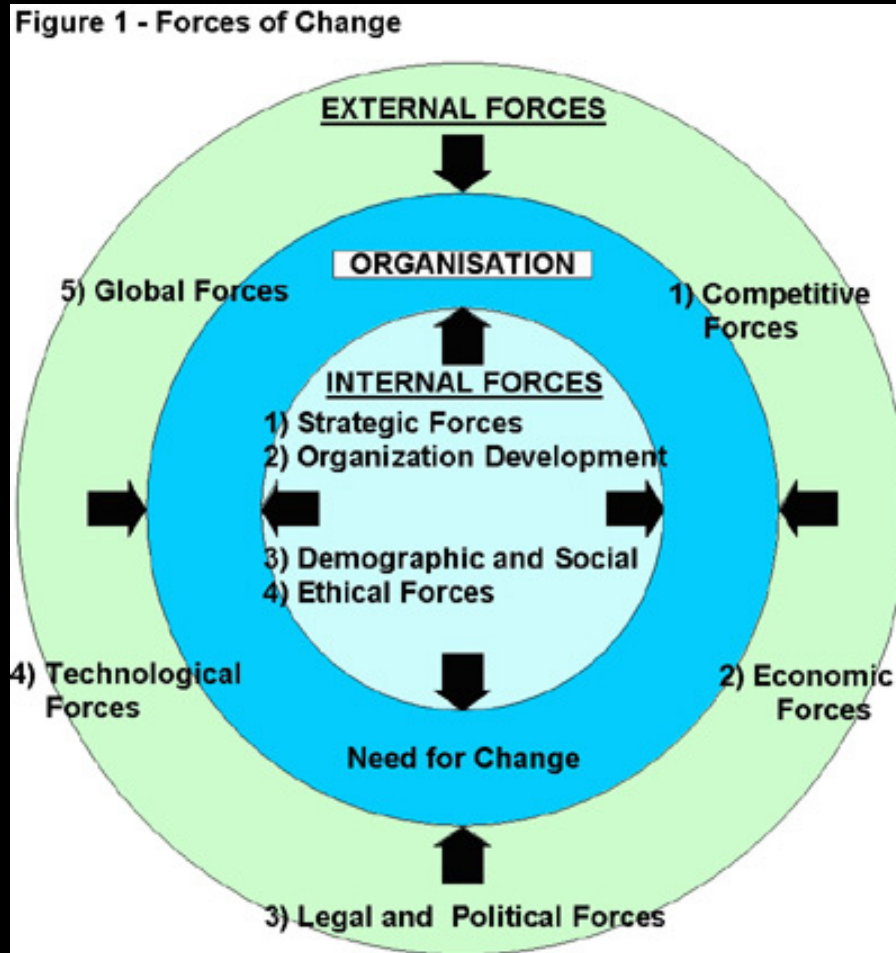 Figure 1 - Forces of Change
EXTERNAL FORCES
ORGANISATION
5) Global Forces
1) Competitive
Forces
INTERNAL FORCES
1) Strategic Forces
2) Organization Development
3) Demographic and Social
4) Ethical Forces
4) Technological
Forces
2) Economic
Forces
Need for Change
3) Legal and Political Forces